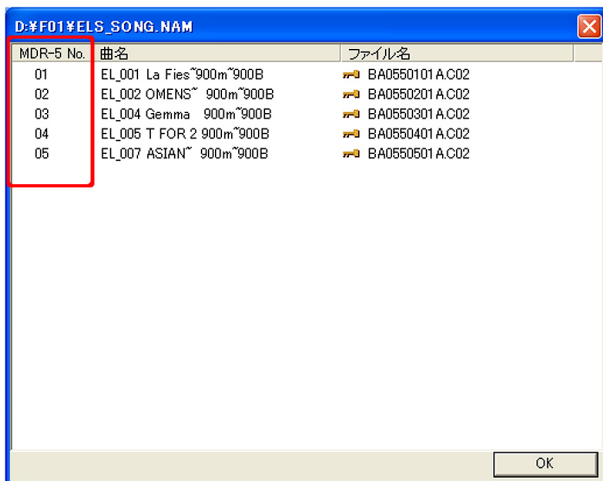 D:¥F01¥ELS_SONG.NAM
MDR-5 No. 曲名 ファイル名
01 EL_001 La Fies~900m~900B BA0550101A.C02
02 EL_002 OMENS~ 900m~900B BA0550201A.C02
03 EL_004 Gemma 900m~900B BA0550301A.C02
04 EL_005 T FOR 2 900m~900B BA0550401A.C02
05 EL_007 ASIAN~ 900m~900B BA0550501A.C02
OK